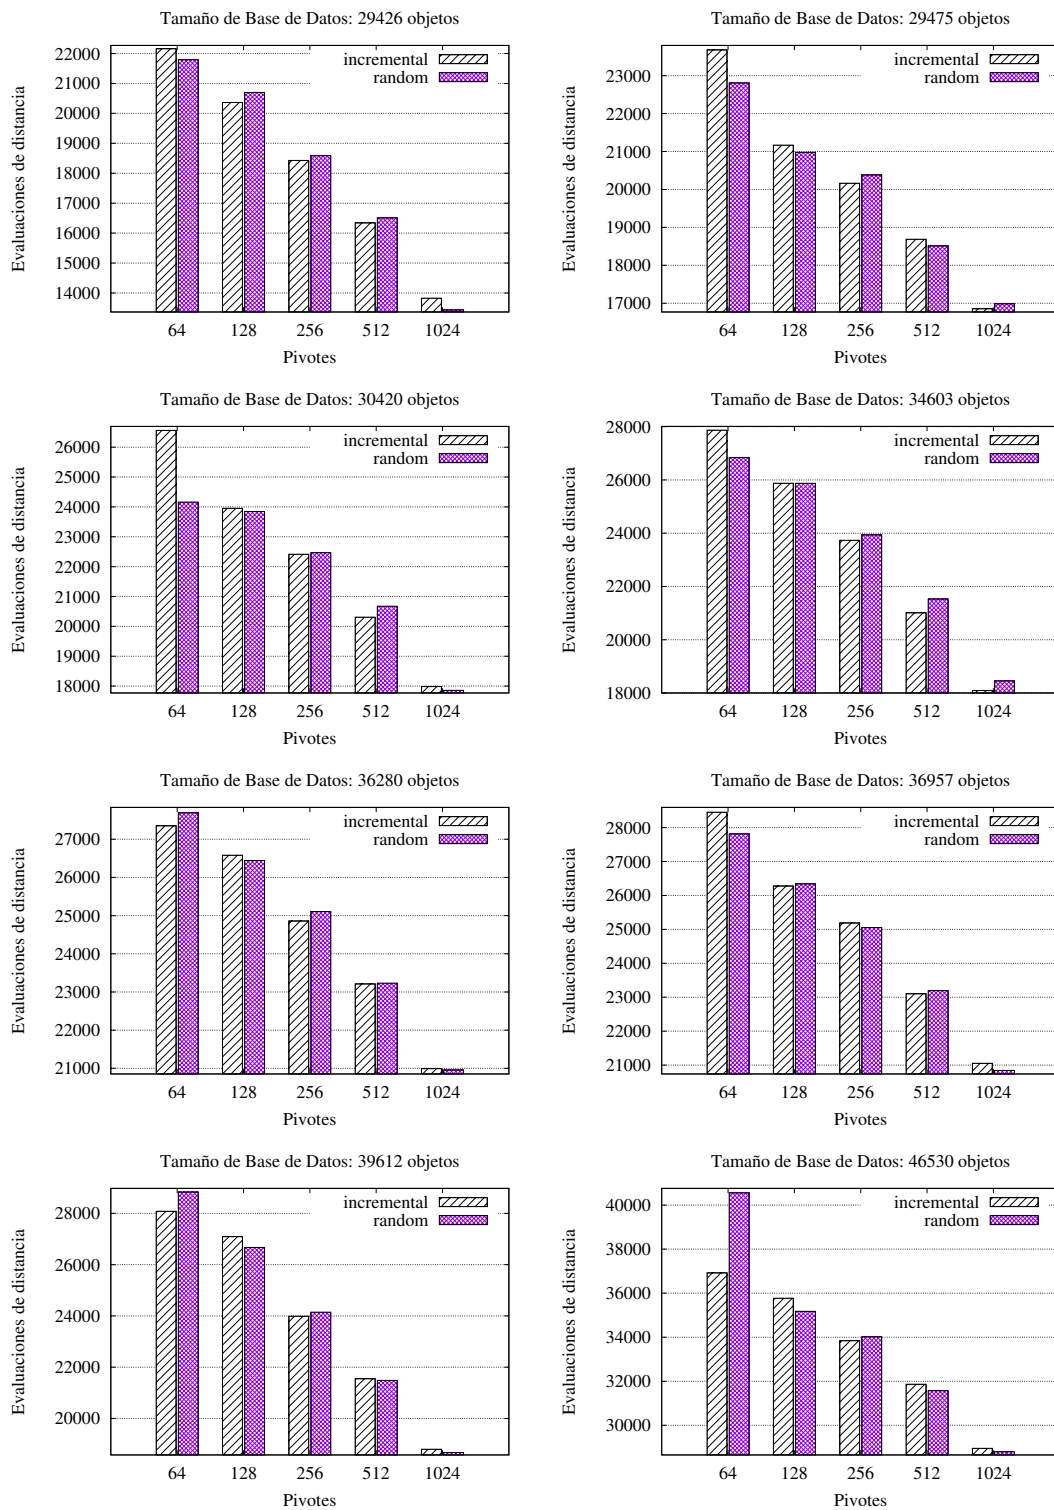 Tamaño de Base de Datos: 29426 objetos
Evaluaciones de distancia
22000
21000
20000
19000
18000
17000
16000
15000
14000
incremental
random
64 128 256 512 1024
Pivotes
Tamaño de Base de Datos: 29475 objetos
Evaluaciones de distancia
23000
22000
21000
20000
19000
18000
17000
incremental
random
64 128 256 512 1024
Pivotes
Tamaño de Base de Datos: 30420 objetos
Evaluaciones de distancia
26000
25000
24000
23000
22000
21000
20000
19000
18000
incremental
random
64 128 256 512 1024
Pivotes
Tamaño de Base de Datos: 34603 objetos
Evaluaciones de distancia
28000
26000
24000
22000
20000
18000
incremental
random
64 128 256 512 1024
Pivotes
Tamaño de Base de Datos: 36280 objetos
Evaluaciones de distancia
27000
26000
25000
24000
23000
22000
21000
incremental
random
64 128 256 512 1024
Pivotes
Tamaño de Base de Datos: 36957 objetos
Evaluaciones de distancia
28000
27000
26000
25000
24000
23000
22000
21000
incremental
random
64 128 256 512 1024
Pivotes
Tamaño de Base de Datos: 39612 objetos
Evaluaciones de distancia
28000
26000
24000
22000
20000
incremental
random
64 128 256 512 1024
Pivotes
Tamaño de Base de Datos: 46530 objetos
Evaluaciones de distancia
40000
38000
36000
34000
32000
30000
incremental
random
64 128 256 512 1024
Pivotes